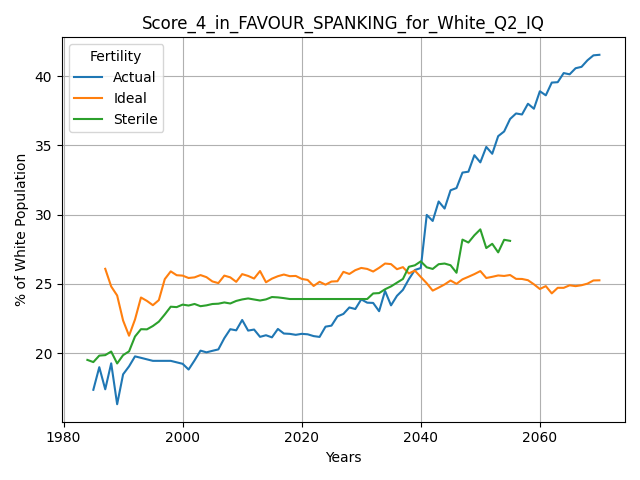 Score_4_in_FAVOUR_SPANKING_for_White_Q2_IQ
Fertility
Actual
Ideal
Sterile
% of White Population
40
35
30
25
20
1980
2000
2020
2040
2060
Years